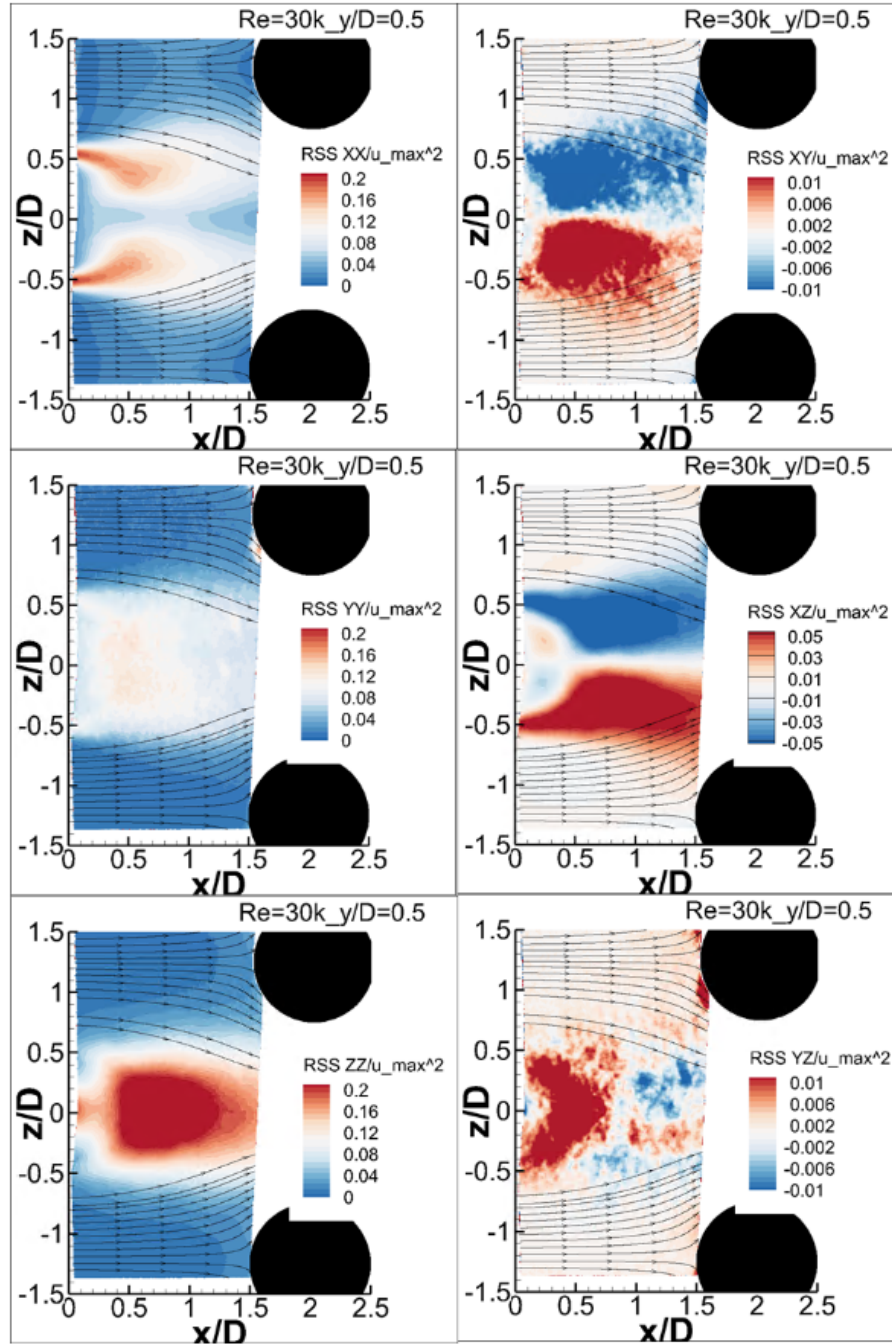 Re=30k_y/D=0.5
1.5
1
0.5
0
-0.5
-1
-1.5
z/D
RSS XX/u_max^2
0.2
0.16
0.12
0.08
0.04
0
0 0.5 1 1.5 2 2.5
x/D
Re=30k_y/D=0.5
1.5
1
0.5
0
-0.5
-1
-1.5
z/D
RSS XY/u_max^2
0.01
0.006
0.002
-0.002
-0.006
-0.01
0 0.5 1 1.5 2 2.5
x/D
Re=30k_y/D=0.5
1.5
1
0.5
0
-0.5
-1
-1.5
z/D
RSS YY/u_max^2
0.2
0.16
0.12
0.08
0.04
0
0 0.5 1 1.5 2 2.5
x/D
Re=30k_y/D=0.5
1.5
1
0.5
0
-0.5
-1
-1.5
z/D
RSS XZ/u_max^2
0.05
0.03
0.01
-0.01
-0.03
-0.05
0 0.5 1 1.5 2 2.5
x/D
Re=30k_y/D=0.5
1.5
1
0.5
0
-0.5
-1
-1.5
z/D
RSS ZZ/u_max^2
0.2
0.16
0.12
0.08
0.04
0
0 0.5 1 1.5 2 2.5
x/D
Re=30k_y/D=0.5
1.5
1
0.5
0
-0.5
-1
-1.5
z/D
RSS YZ/u_max^2
0.01
0.006
0.002
-0.002
-0.006
-0.01
0 0.5 1 1.5 2 2.5
x/D